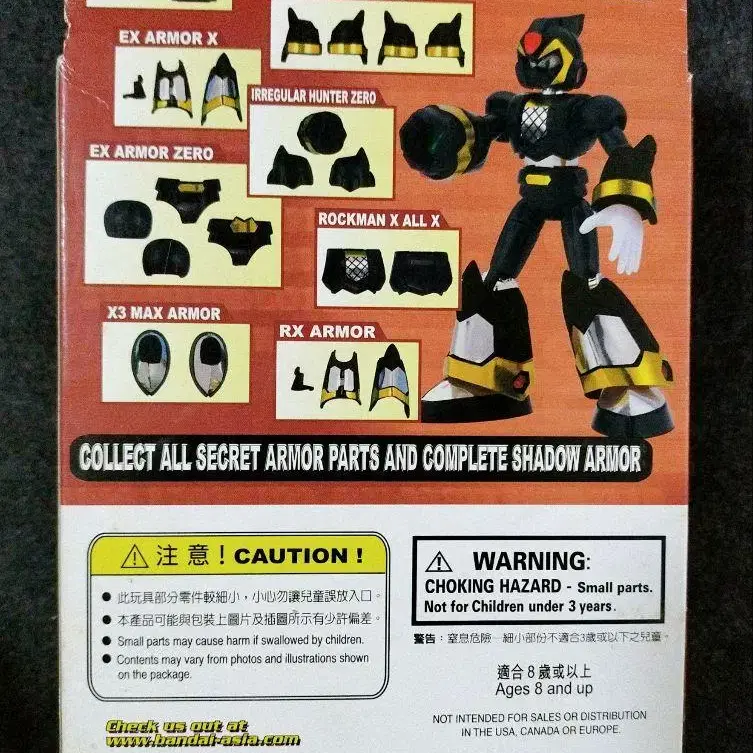 EX ARMOR X
IRREGULAR HUNTER ZERO
EX ARMOR ZERO
ROCKMAN X ALL X
X3 MAX ARMOR
RX ARMOR
COLLECT ALL SECRET ARMOR PARTS AND COMPLETE SHADOW ARMOR
注意!CAUTION!
● 此玩具部分零件較細小，小心勿讓兒童誤放入口。
● 本產品可能與包裝上圖片及插圖所示有少許偏差。
● Small parts may cause harm if swallowed by children.
● Contents may vary from photos and illustrations shown
on the package.
WARNING:
CHOKING HAZARD - Small parts.
Not for Children under 3 years.
警告：窒息危險－細小部份不適合3歲或以下之兒童。
適合8歲或以上
Ages 8 and up
Check us out at
www.bandai-asia.com
NOT INTENDED FOR SALES OR DISTRIBUTION
IN THE USA, CANADA OR EUROPE.